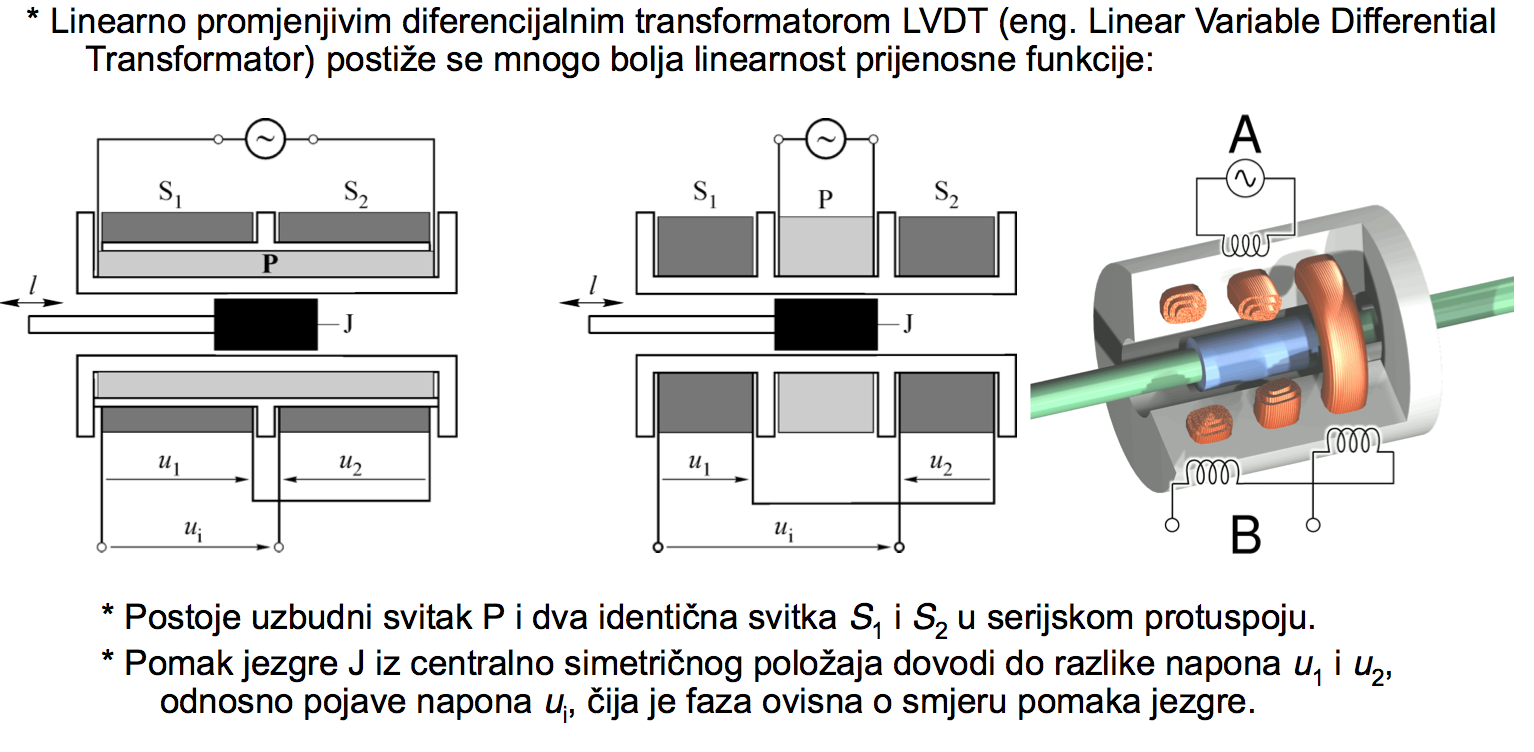 * Linearno promjenjivim diferencijalnim transformatorom LVDT (eng. Linear Variable Differential
Transformator) postiže se mnogo bolja linearnost prijenosne funkcije:
S1 S2
P
l
J
u1 u2
ui
S1 P S2
l
J
u1 u2
ui
A
B
* Postoje uzbudni svitak P i dva identična svitka S1 i S2 u serijskom protuspoju.
* Pomak jezgre J iz centralno simetričnog položaja dovodi do razlike napona u1 i u2,
odnosno pojave napona ui, čija je faza ovisna o smjeru pomaka jezgre.